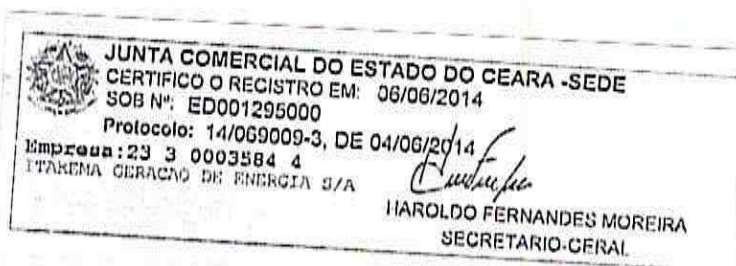 JUNTA COMERCIAL DO ESTADO DO CEARA -SEDE
CERTIFICO O REGISTRO EM: 06/06/2014
SOB Nº: ED001295000
Protocolo: 14/069009-3, DE 04/06/2014
Empresa:23 3 0003584 4
ITAREMA GERACAO DE ENERGIA S/A
HAROLDO FERNANDES MOREIRA
SECRETARIO-GERAL